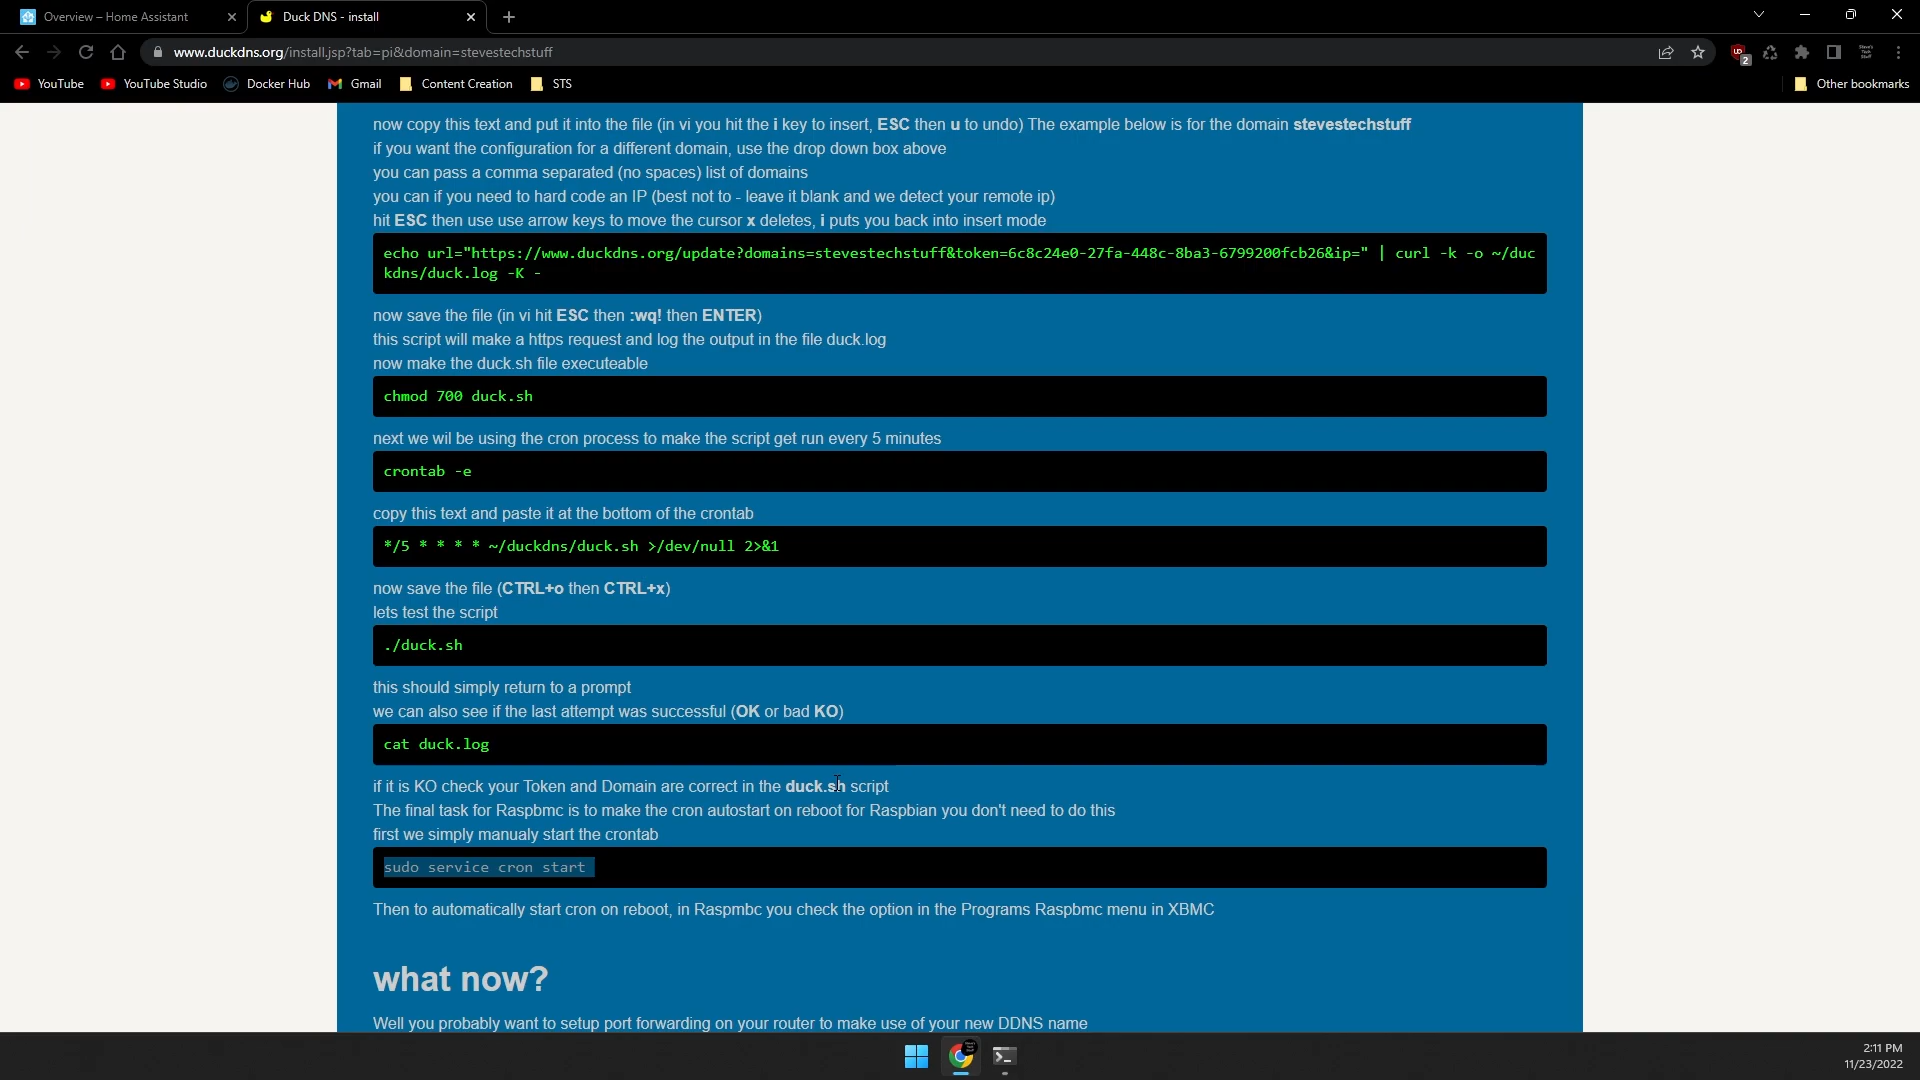 Overview – Home Assistant
Duck DNS - install
www.duckdns.org/install.jsp?tab=pi&domain=stevestechstuff
2
YouTube
YouTube Studio
Docker Hub
Gmail
Content Creation
STS
Other bookmarks
now copy this text and put it into the file (in vi you hit the i key to insert, ESC then u to undo) The example below is for the domain stevestechstuff
if you want the configuration for a different domain, use the drop down box above
you can pass a comma separated (no spaces) list of domains
you can if you need to hard code an IP (best not to - leave it blank and we detect your remote ip)
hit ESC then use use arrow keys to move the cursor x deletes, i puts you back into insert mode
echo url="https://www.duckdns.org/update?domains=stevestechstuff&token=6c8c24e0-27fa-448c-8ba3-6799200fcb26&ip=" | curl -k -o ~/duc
kdns/duck.log -K -
now save the file (in vi hit ESC then :wq! then ENTER)
this script will make a https request and log the output in the file duck.log
now make the duck.sh file executeable
chmod 700 duck.sh
next we wil be using the cron process to make the script get run every 5 minutes
crontab -e
copy this text and paste it at the bottom of the crontab
*/5 * * * * ~/duckdns/duck.sh >/dev/null 2>&1
now save the file (CTRL+o then CTRL+x)
lets test the script
./duck.sh
this should simply return to a prompt
we can also see if the last attempt was successful (OK or bad KO)
cat duck.log
if it is KO check your Token and Domain are correct in the duck.sh script
The final task for Raspbmc is to make the cron autostart on reboot for Raspbian you don't need to do this
first we simply manualy start the crontab
sudo service cron start
Then to automatically start cron on reboot, in Raspmbc you check the option in the Programs Raspbmc menu in XBMC
what now?
Well you probably want to setup port forwarding on your router to make use of your new DDNS name
2:11 PM
11/23/2022